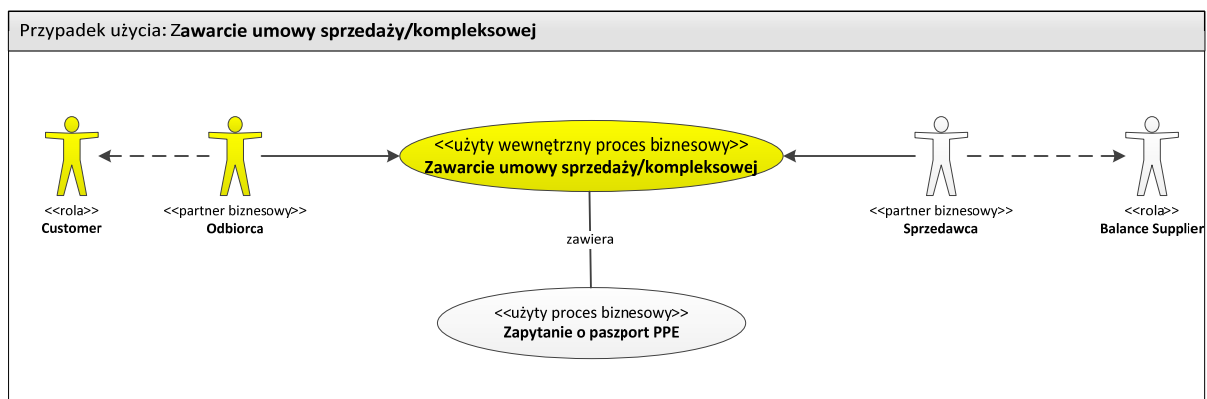 Przypadek użycia: Zawarcie umowy sprzedaży/kompleksowej
<<użyty wewnętrzny proces biznesowy>>
Zawarcie umowy sprzedaży/kompleksowej
<<rola>>
Customer
<<partner biznesowy>>
Odbiorca
<<partner biznesowy>>
Sprzedawca
<<rola>>
Balance Supplier
zawiera
<<użyty proces biznesowy>>
Zapytanie o paszport PPE